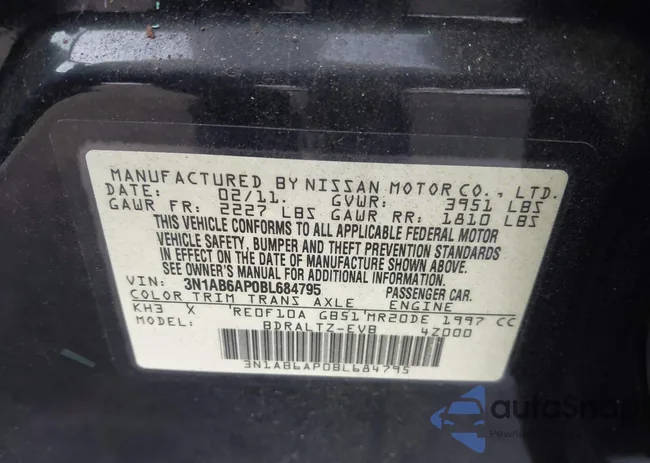 MANUFACTURED BY NISSAN MOTOR CO., LTD.
DATE: 02/11. GVWR: 3951 LBS
GAWR FR: 2227 LBS GAWR RR: 1810 LBS
THIS VEHICLE CONFORMS TO ALL APPLICABLE FEDERAL MOTOR
VEHICLE SAFETY, BUMPER AND THEFT PREVENTION STANDARDS
IN EFFECT ON THE DATE OF MANUFACTURE SHOWN ABOVE.
SEE OWNER'S MANUAL FOR ADDITIONAL INFORMATION.
VIN: 3N1AB6AP0BL684795 PASSENGER CAR.
COLOR TRIM TRANS AXLE ENGINE
KH3 X RE0F10A GB51 MR20DE 1997 CC
MODEL: BDRALTZ-EVB 4Z000
3N1AB6AP0BL684795
autoSnap